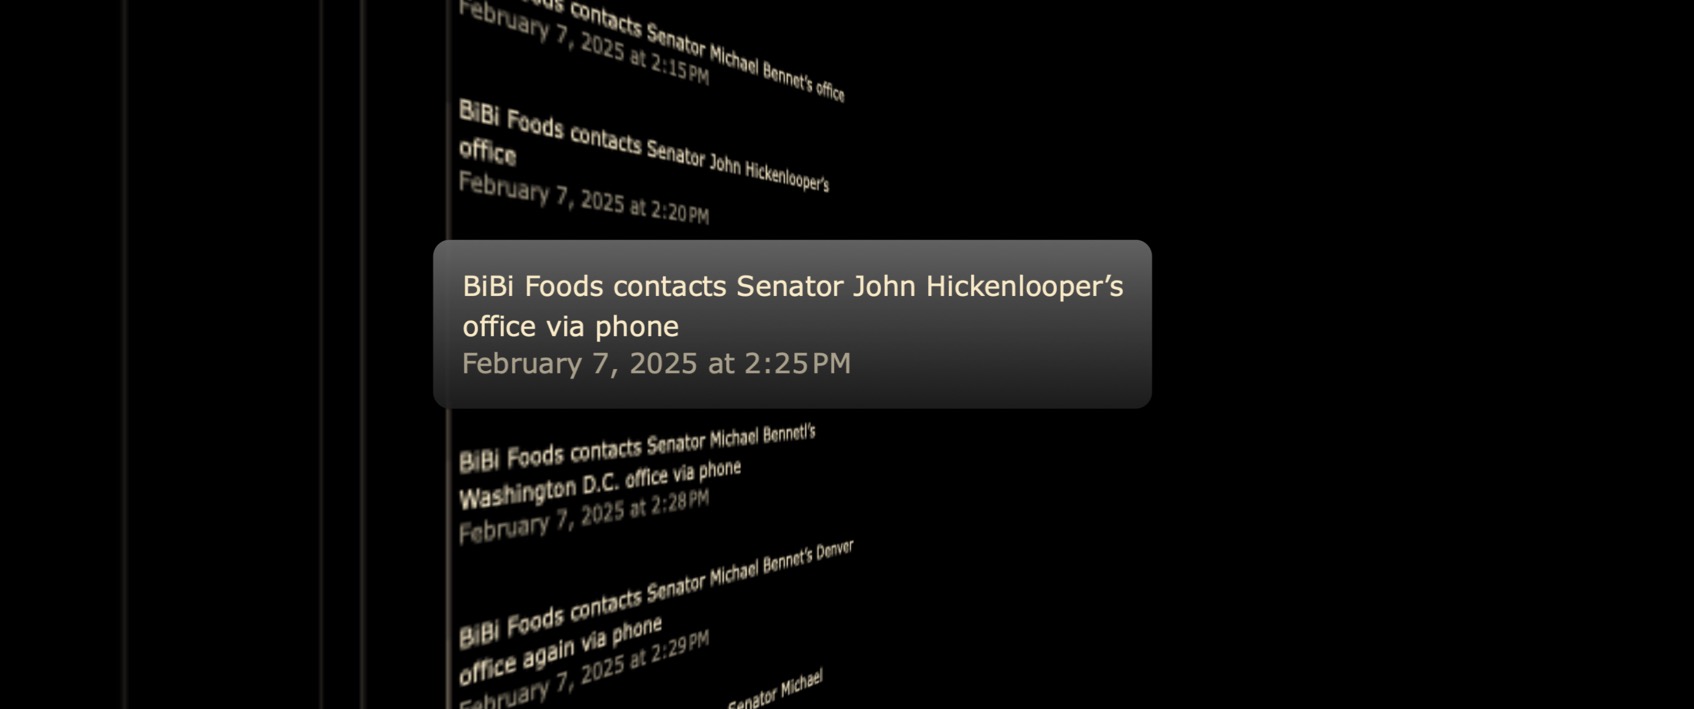 contacts Senator Michael Bennet's office
February 7, 2025 at 2:15 PM
BiBi Foods contacts Senator John Hickenlooper's
office
February 7, 2025 at 2:20 PM
BiBi Foods contacts Senator John Hickenlooper’s
office via phone
February 7, 2025 at 2:25 PM
BiBi Foods contacts Senator Michael Bennetl's
Washington D.C. office via phone
February 7, 2025 at 2:28 PM
BiBi Foods contacts Senator Michael Bennet's Denver
office again via phone
February 7, 2025 at 2:29 PM
Senator Michael